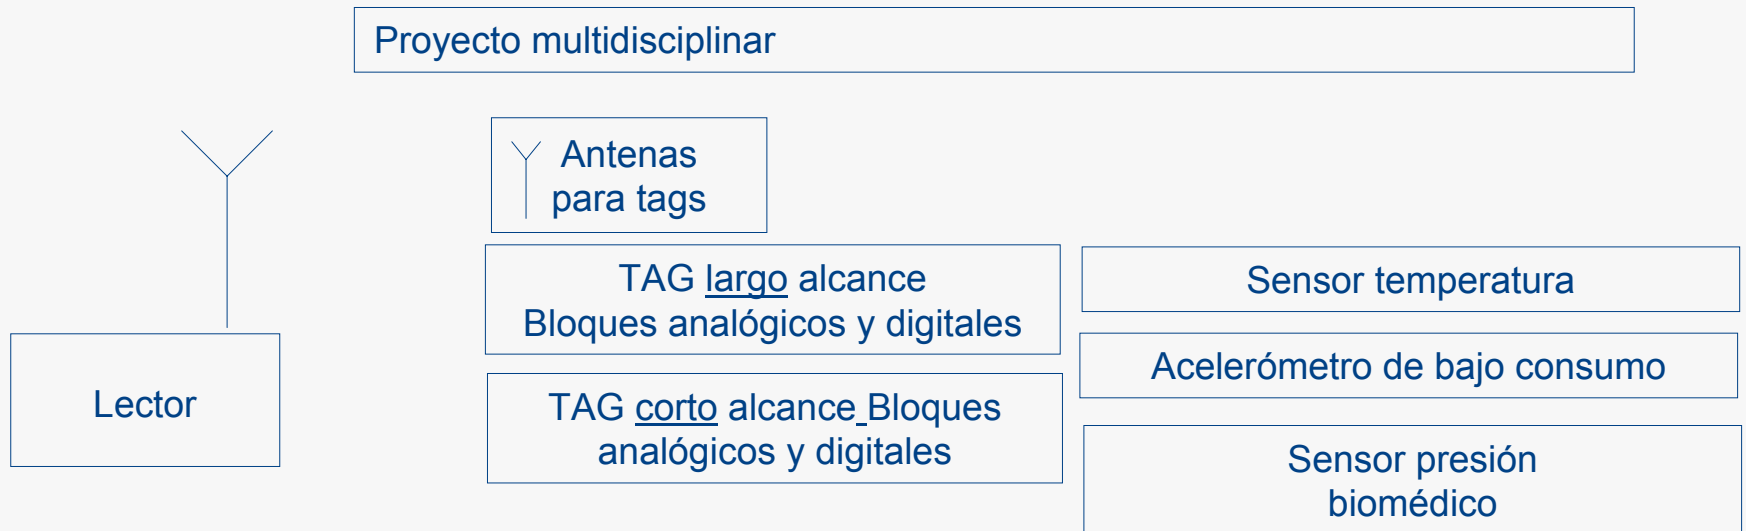 Proyecto multidisciplinar
Antenas
para tags
TAG largo alcance
Bloques analógicos y digitales
Sensor temperatura
Acelerómetro de bajo consumo
Lector
TAG corto alcance Bloques
analógicos y digitales
Sensor presión
biomédico